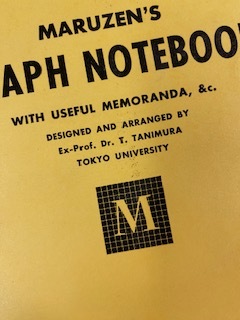 MARUZEN'S
APH NOTEBOO
WITH USEFUL MEMORANDA, &c.
DESIGNED AND ARRANGED BY
Ex-Prof. Dr. T. TANIMURA
TOKYO UNIVERSITY
M